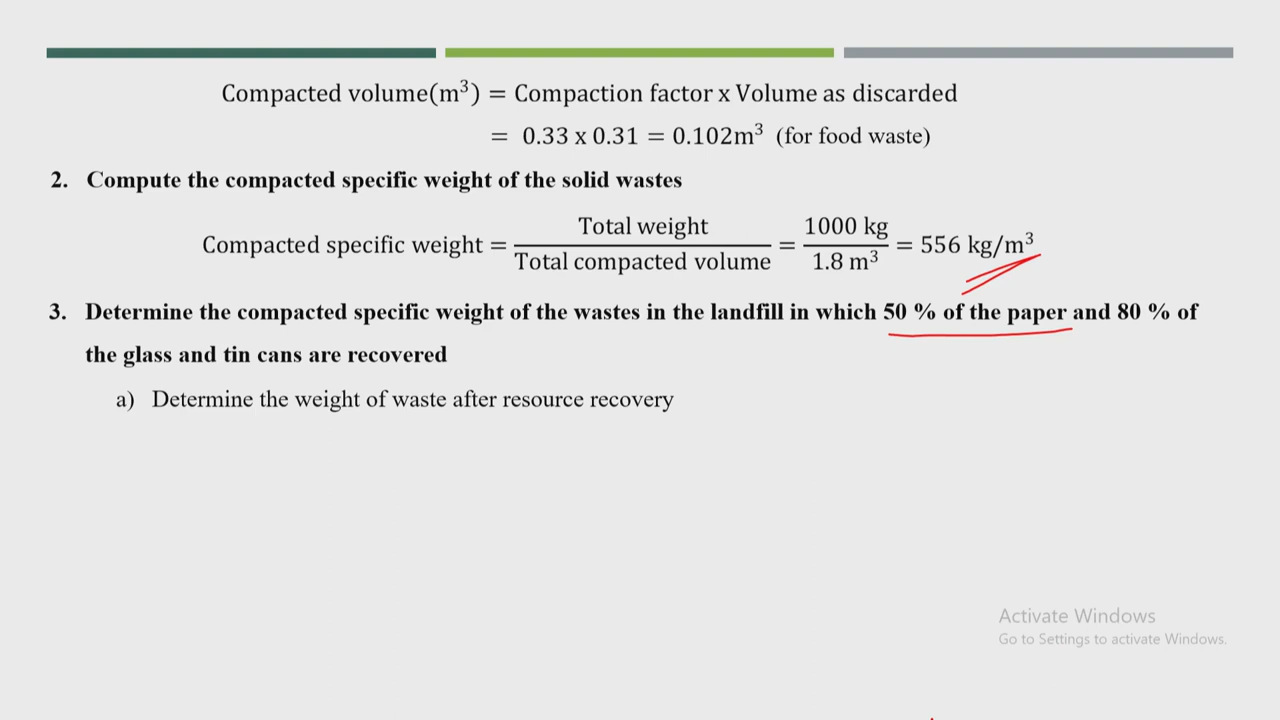 Compacted volume(m³) = Compaction factor x Volume as discarded
= 0.33 x 0.31 = 0.102m³ (for food waste)
2. Compute the compacted specific weight of the solid wastes
Compacted specific weight = Total weight / Total compacted volume = 1000 kg / 1.8 m³ = 556 kg/m³
3. Determine the compacted specific weight of the wastes in the landfill in which 50 % of the paper and 80 % of
the glass and tin cans are recovered
a) Determine the weight of waste after resource recovery
Activate Windows
Go to Settings to activate Windows.